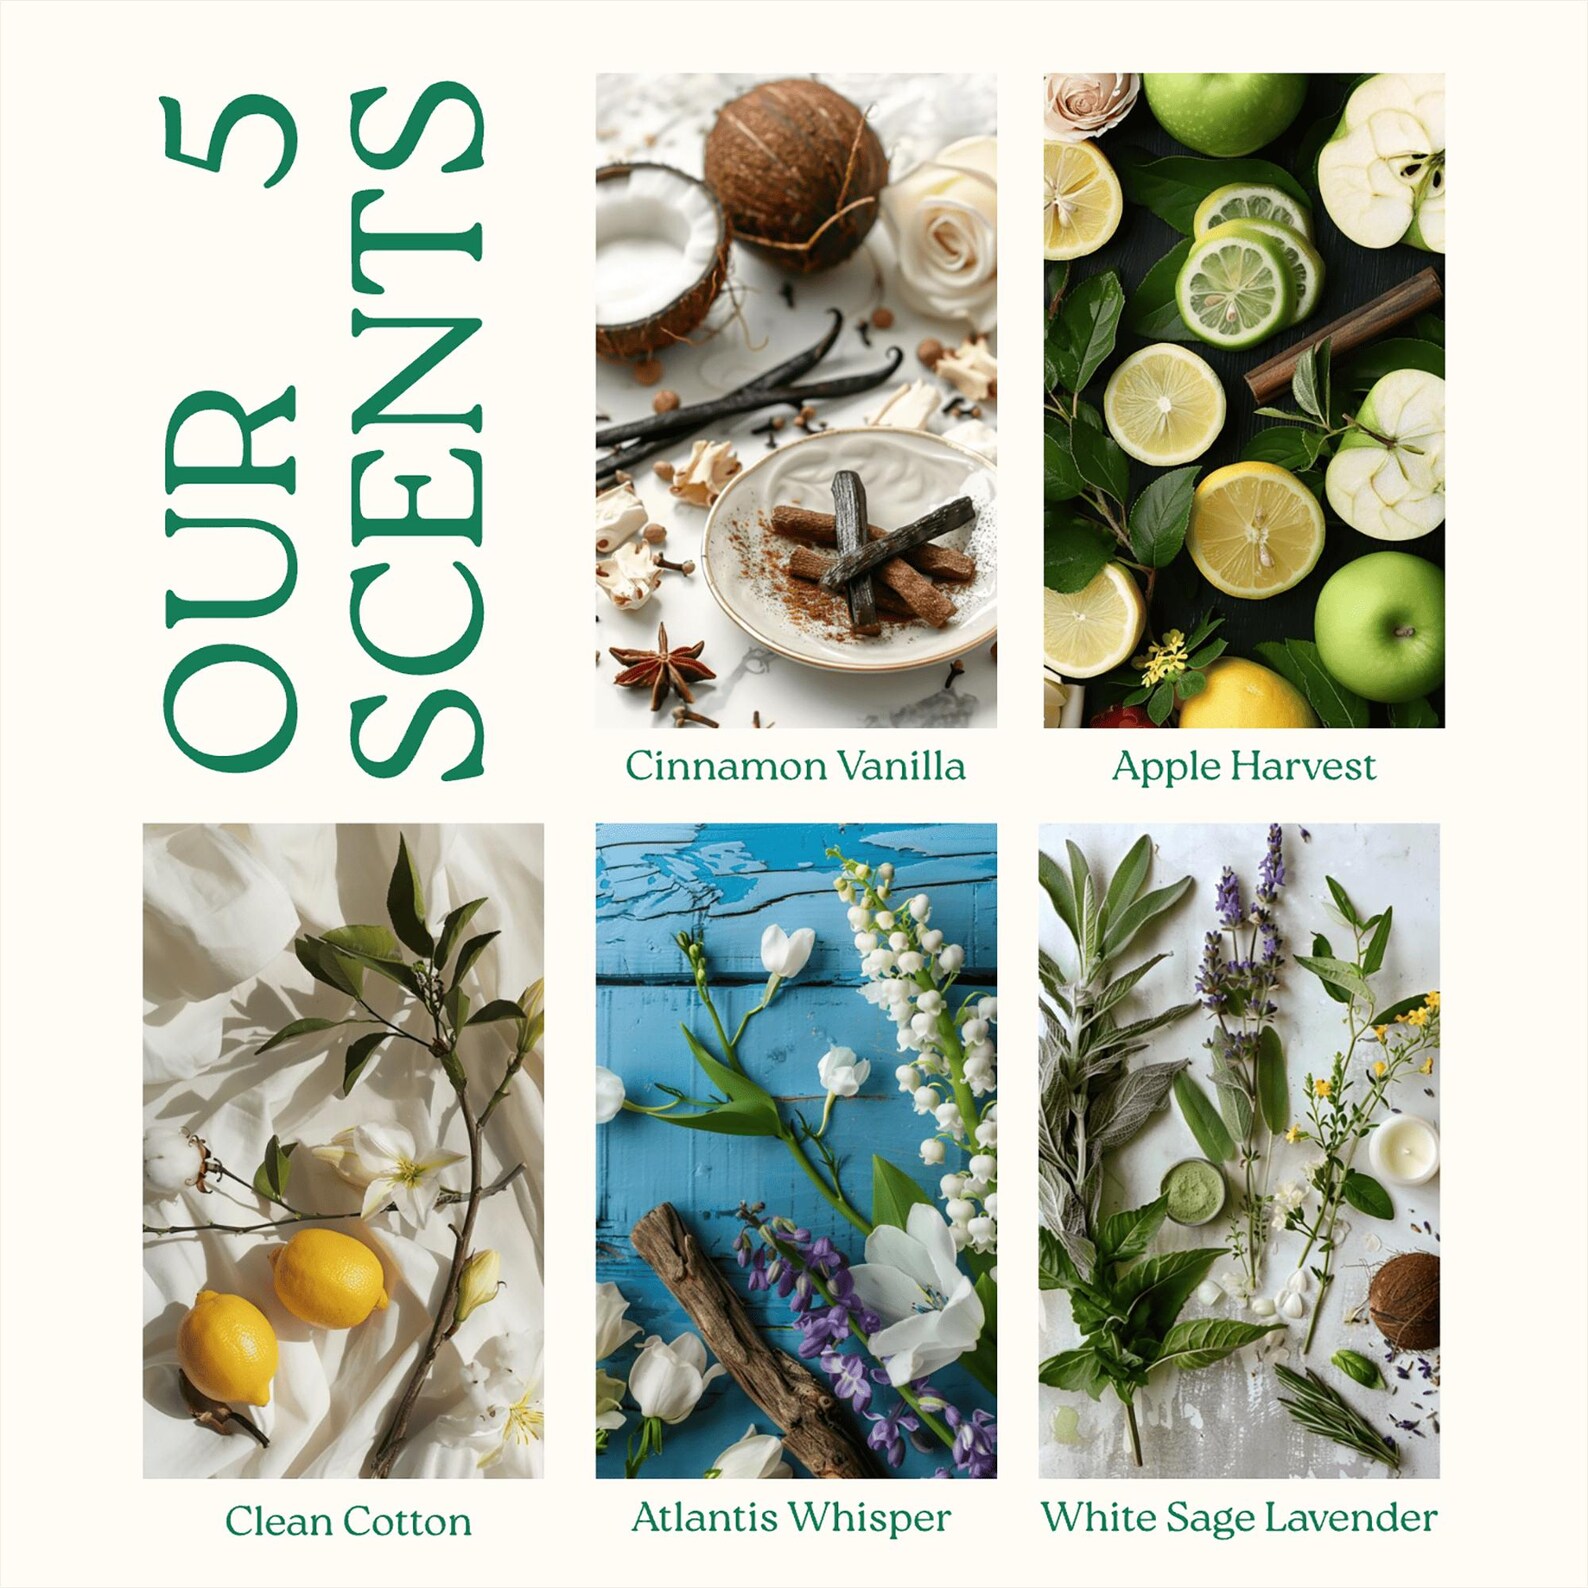 OUR 5
SCENTS
Cinnamon Vanilla
Apple Harvest
Clean Cotton
Atlantis Whisper
White Sage Lavender